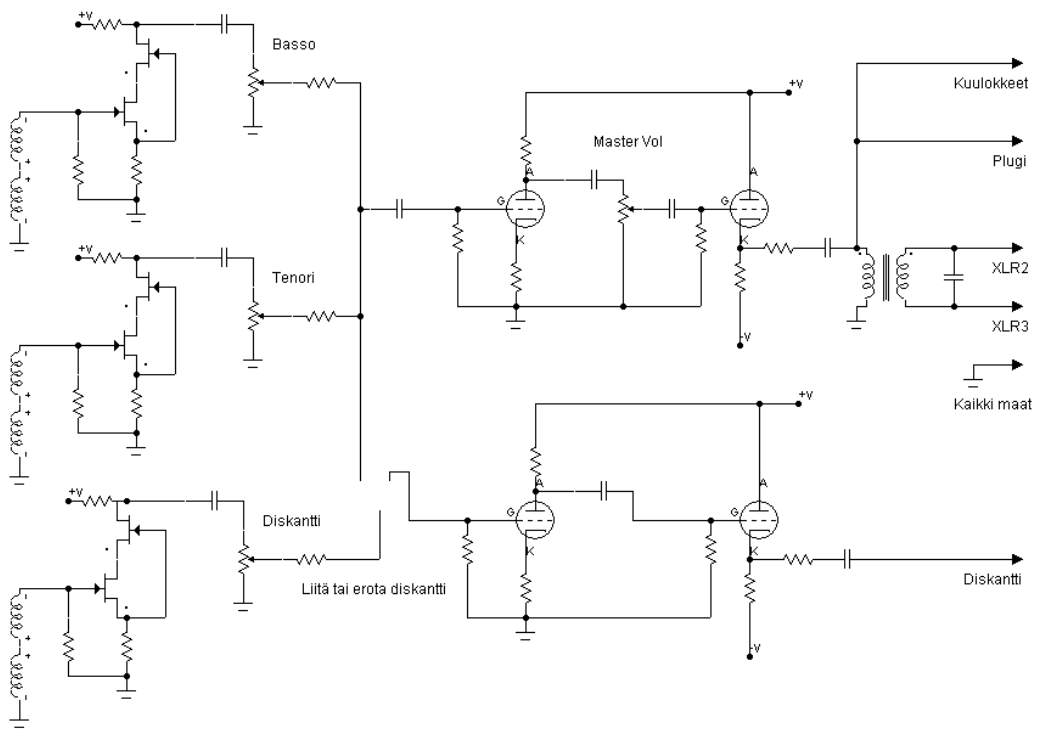 +V
Basso
+V
Kuulokkeet
Master Vol
A
A
Plugi
G
G
K
K
+V
Tenori
XLR2
XLR3
-V
Kaikki maat
+V
A
A
+V
Diskantti
G
G
K
K
Liitä tai erota diskantti
Diskantti
-V